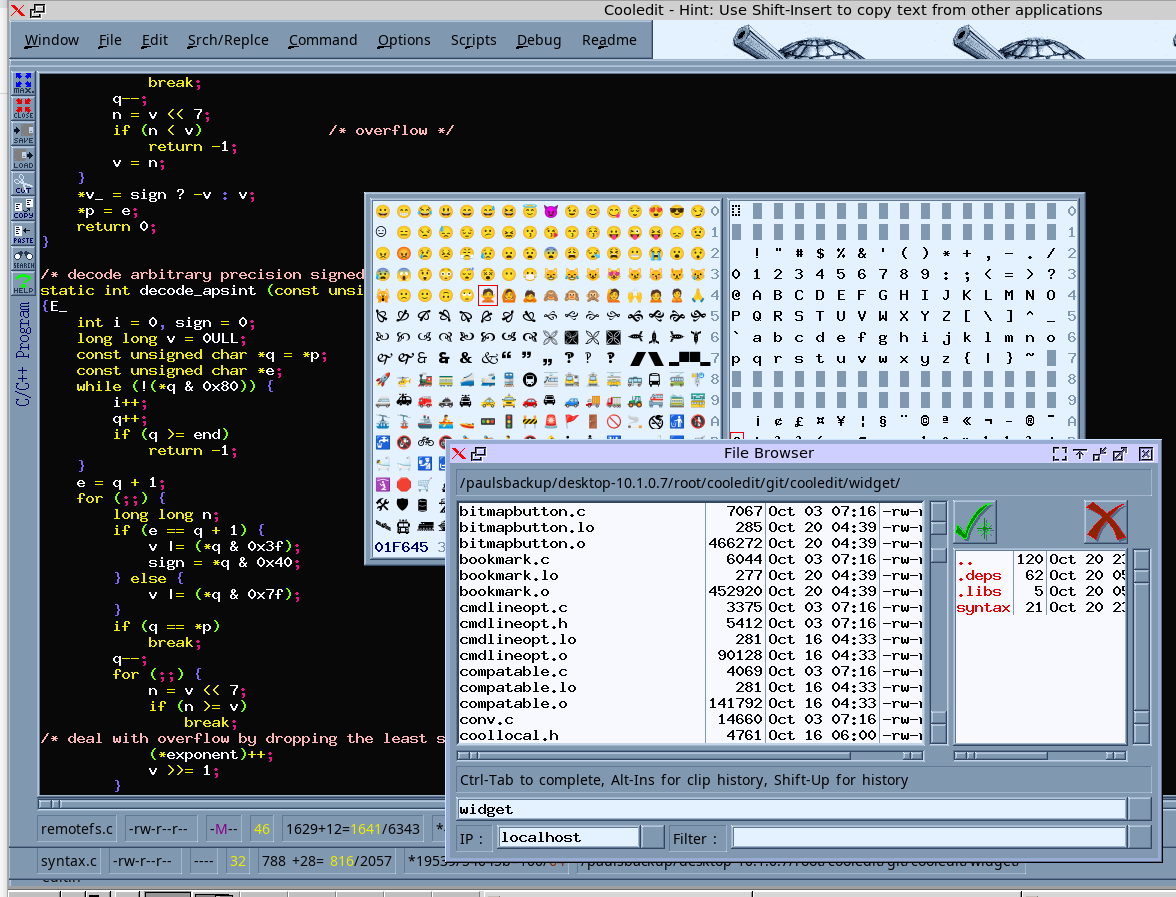 Cooledit - Hint: Use Shift-Insert to copy text from other applications
Window File Edit Srch/Replce Command Options Scripts Debug Readme
MAX.
CLOSE
SAVE
LOAD
CUT
COPY
PASTE
SEARCH
HELP
C/C++ Program
break;
q--;
n = v << 7;
if (n < v) /* overflow */
return -1;
v = n;
}
*v_ = sign ? -v : v;
*p = e;
return 0;
}
/* decode arbitrary precision signed
static int decode_apsint (const unsi
{E_
int i = 0, sign = 0;
long long v = 0ULL;
const unsigned char *q = *p;
const unsigned char *e;
while (!(*q & 0x80)) {
i++;
q++;
if (q >= end)
return -1;
}
e = q + 1;
for (;;) {
long long n;
if (e == q + 1) {
v |= (*q & 0x3f);
sign = *q & 0x40;
} else {
v |= (*q & 0x7f);
}
if (q == *p)
break;
q--;
for (;;) {
n = v << 7;
if (n >= v)
break;
/* deal with overflow by dropping the least s
(*exponent)++;
v >>= 1;
}
0
1
2
3
4
5
6
7
8
9
A
01F645
0
1
! " # $ % & ' ( ) * + , - . / 2
0 1 2 3 4 5 6 7 8 9 : ; < = > ? 3
@ A B C D E F G H I J K L M N O 4
P Q R S T U V W X Y Z [ \ ] ^ _ 5
` a b c d e f g h i j k l m n o 6
p q r s t u v w x y z { | } ~ 7
8
9
¡ ¢ £ ¤ ¥ ¦ § ¨ © ª « ¬ - ® ¯ A
File Browser
/paulsbackup/desktop-10.1.0.7/root/cooledit/git/cooledit/widget/
bitmapbutton.c 7067 Oct 03 07:16 -rw-r
bitmapbutton.lo 285 Oct 20 04:39 -rw-r
bitmapbutton.o 466272 Oct 20 04:39 -rw-r
bookmark.c 6044 Oct 03 07:16 -rw-r
bookmark.lo 277 Oct 20 04:39 -rw-r
bookmark.o 452920 Oct 20 04:39 -rw-r
cmdlineopt.c 3375 Oct 03 07:16 -rw-r
cmdlineopt.h 5412 Oct 03 07:16 -rw-r
cmdlineopt.lo 281 Oct 16 04:33 -rw-r
cmdlineopt.o 90128 Oct 16 04:33 -rw-r
compatable.c 4069 Oct 03 07:16 -rw-r
compatable.lo 281 Oct 16 04:33 -rw-r
compatable.o 141792 Oct 16 04:33 -rw-r
conv.c 14660 Oct 03 07:16 -rw-r
coollocal.h 4761 Oct 16 06:00 -rw-r
.. 120 Oct 20 23
.deps 62 Oct 20 05
.libs 5 Oct 20 05
syntax 21 Oct 20 23
Ctrl-Tab to complete, Alt-Ins for clip history, Shift-Up for history
widget
IP : localhost Filter :
remotefs.c -rw-r--r-- -M-- 46 1629+12=1641/6343
syntax.c -rw-r--r-- ---- 32 788 +28= 816/2057